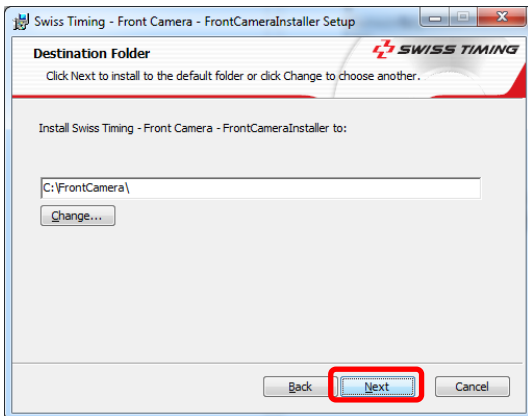 Swiss Timing - Front Camera - FrontCameraInstaller Setup
SWISS TIMING
Destination Folder
Click Next to install to the default folder or click Change to choose another.
Install Swiss Timing - Front Camera - FrontCameraInstaller to:
C:\FrontCamera\
Change...
Back Next Cancel